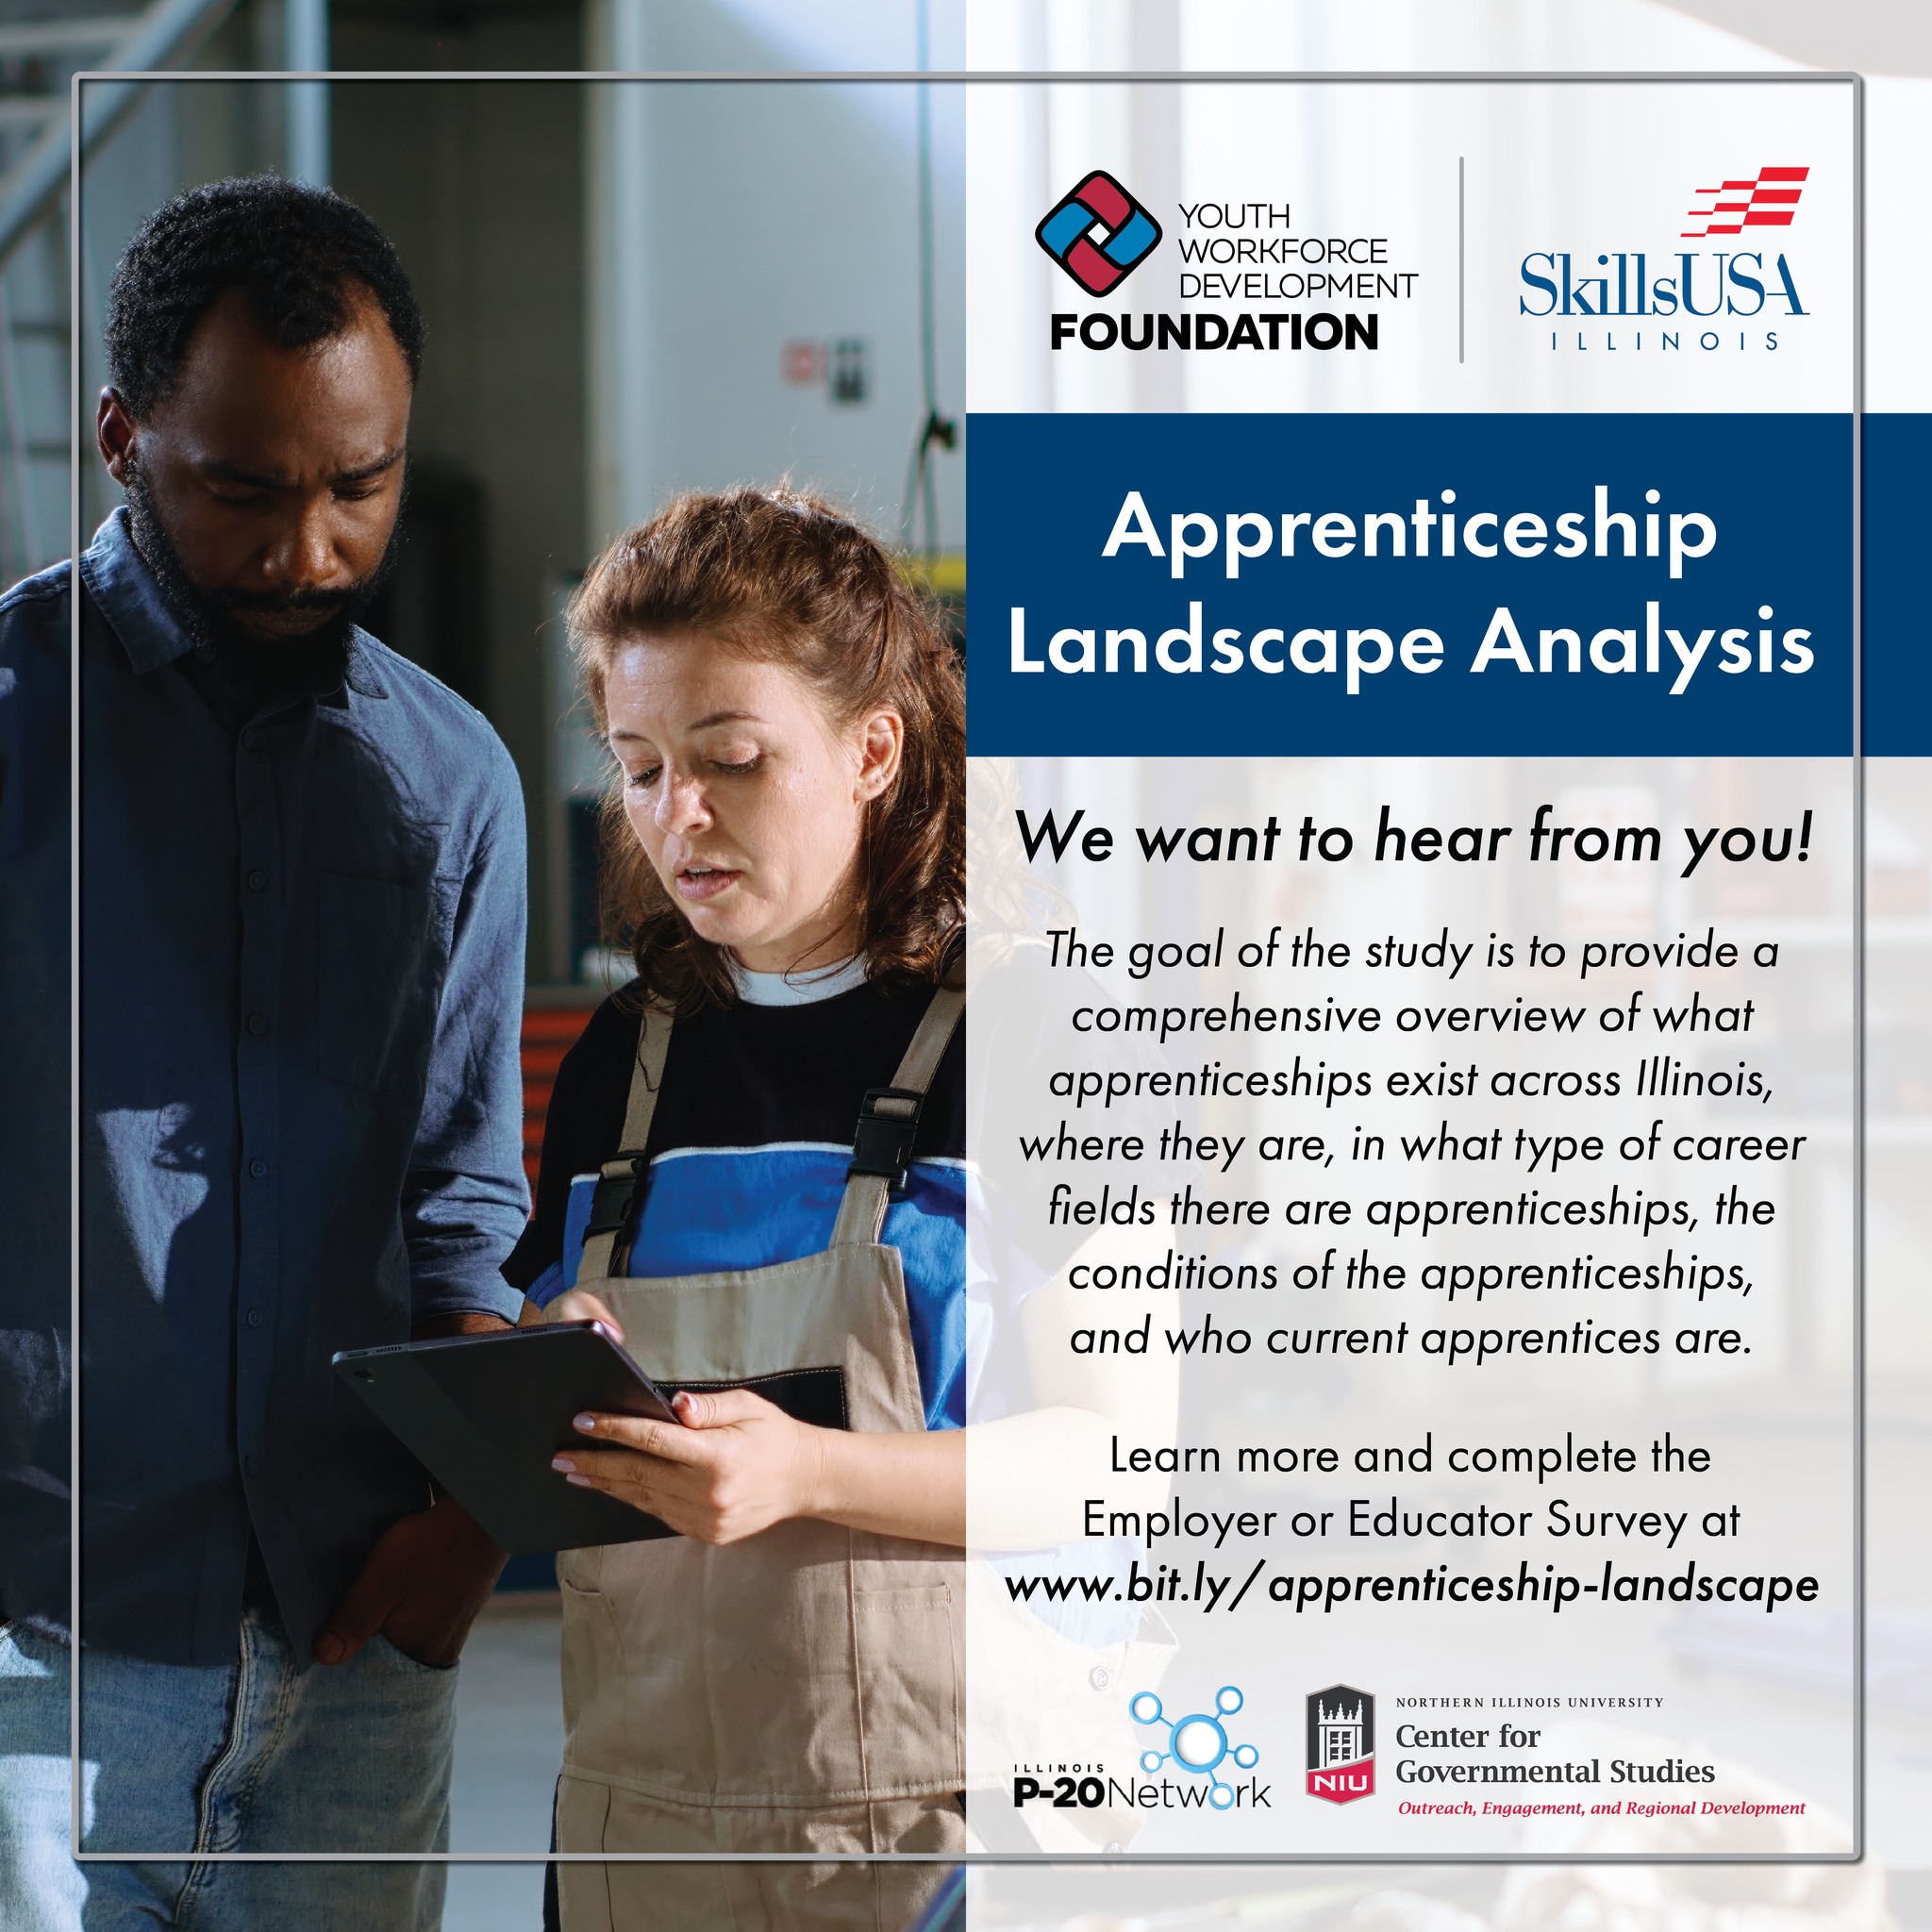 YOUTH
WORKFORCE
DEVELOPMENT
FOUNDATION
SkillsUSA
ILLINOIS
Apprenticeship
Landscape Analysis
We want to hear from you!
The goal of the study is to provide a
comprehensive overview of what
apprenticeships exist across Illinois,
where they are, in what type of career
fields there are apprenticeships, the
conditions of the apprenticeships,
and who current apprentices are.
Learn more and complete the
Employer or Educator Survey at
www.bit.ly/apprenticeship-landscape
ILLINOIS
P-20 Network
NIU
NORTHERN ILLINOIS UNIVERSITY
Center for
Governmental Studies
Outreach, Engagement, and Regional Development